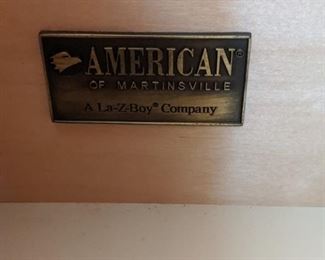 AMERICAN®
OF MARTINSVILLE
A La-Z-Boy® Company